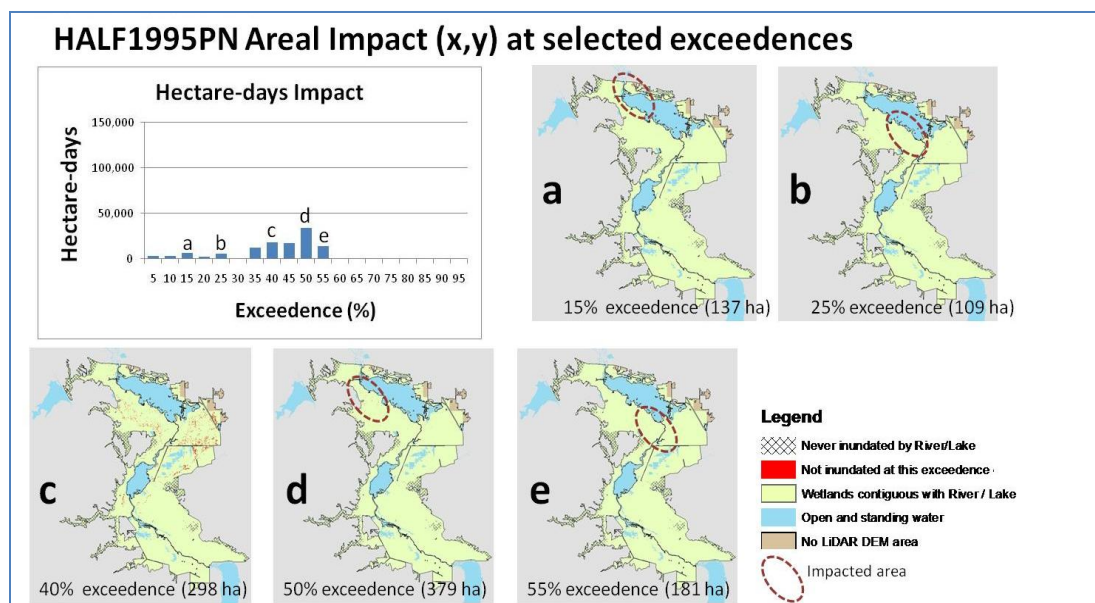 HALF1995PN Areal Impact (x,y) at selected exceedences
Hectare-days Impact
Hectare-days
150,000
100,000
50,000
0
a
b
c
d
e
5 10 15 20 25 30 35 40 45 50 55 60 65 70 75 80 85 90 95
Exceedence (%)
a
15% exceedence (137 ha)
b
25% exceedence (109 ha)
c
40% exceedence (298 ha)
d
50% exceedence (379 ha)
e
55% exceedence (181 ha)
Legend
Never inundated by River/Lake
Not inundated at this exceedence
Wetlands contiguous with River / Lake
Open and standing water
No LiDAR DEM area
Impacted area